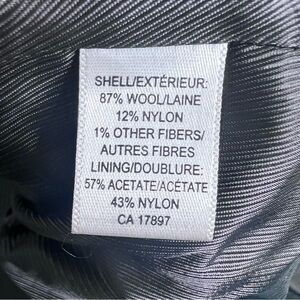 SHELL/EXTÉRIEUR:
87% WOOL/LAINE
12% NYLON
1% OTHER FIBERS/
AUTRES FIBRES
LINING/DOUBLURE:
57% ACETATE/ACÉTATE
43% NYLON
CA 17897